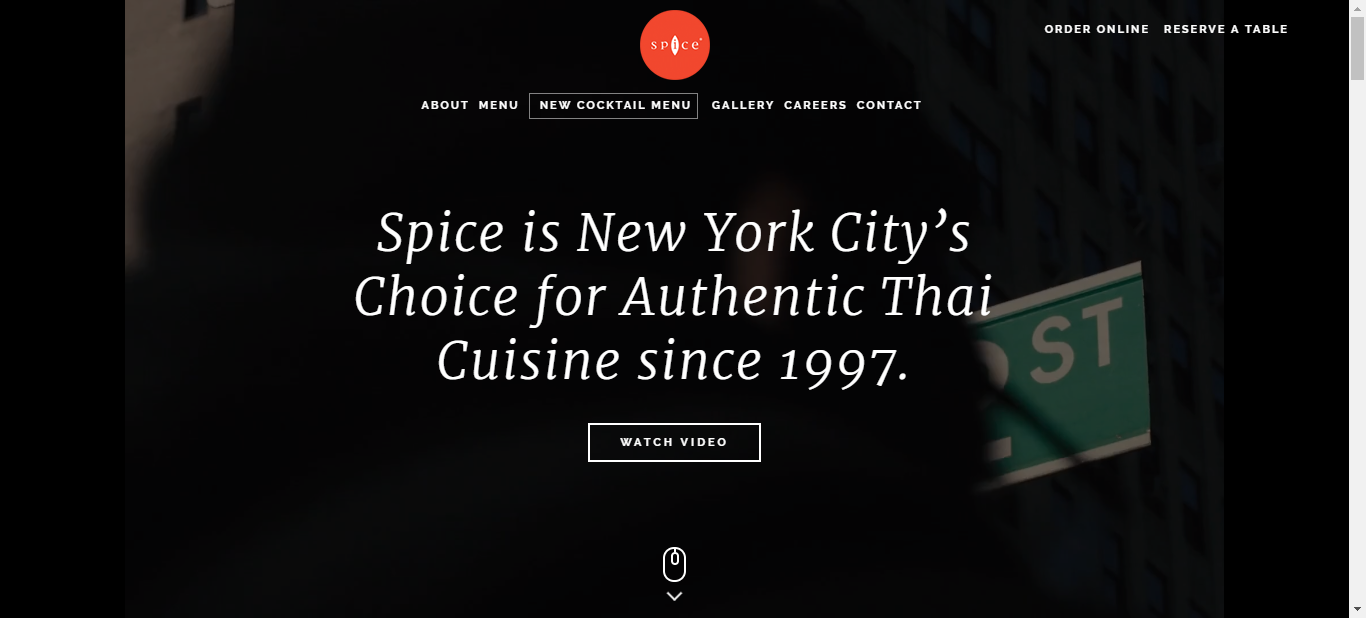 spice
ORDER ONLINE RESERVE A TABLE
ABOUT MENU NEW COCKTAIL MENU GALLERY CAREERS CONTACT
Spice is New York City’s
Choice for Authentic Thai
Cuisine since 1997.
ST
WATCH VIDEO